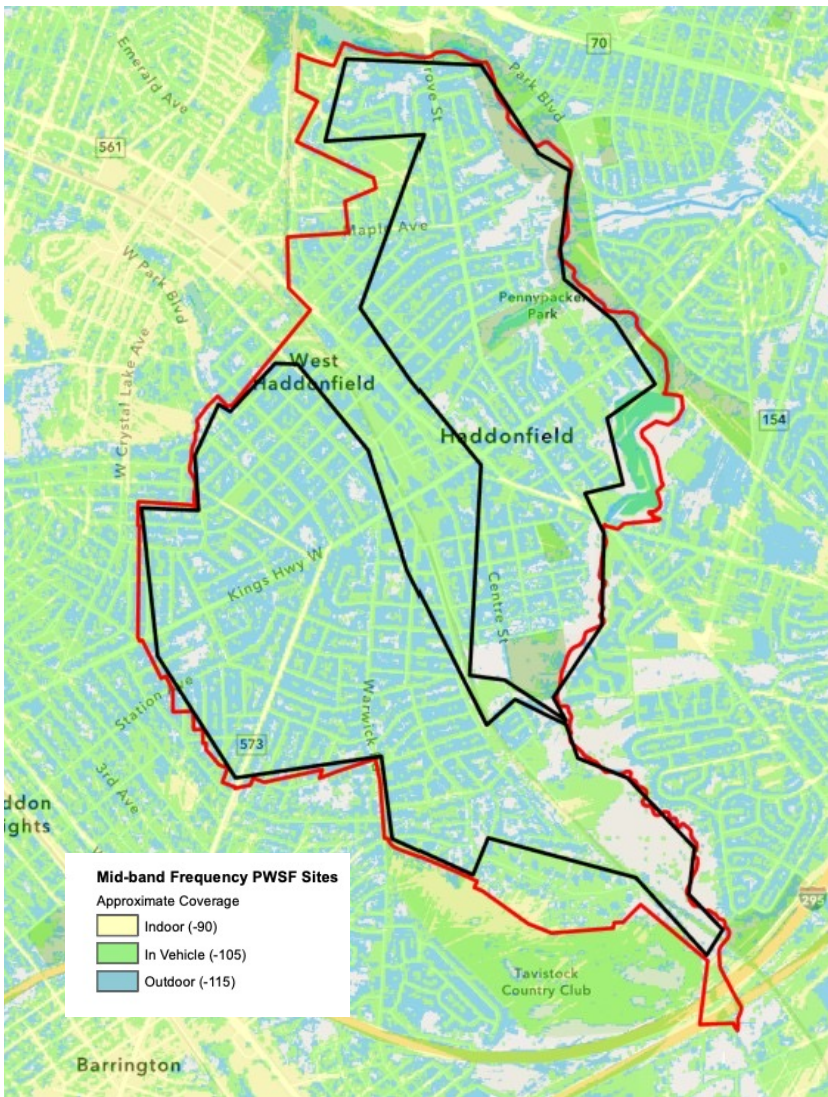 Emerald Ave
70
Park Blvd
rove St
561
Maple Ave
W Park Blvd
Pennypacker
Park
W Crystal Lake Ave
West
Haddonfield
Haddonfield
154
Kings Hwy W
Centre St
Station Ave
Warwick
573
3rd Ave
ddon
ights
Mid-band Frequency PWSF Sites
Approximate Coverage
Indoor (-90)
In Vehicle (-105)
Outdoor (-115)
295
Tavistock
Country Club
Barrington